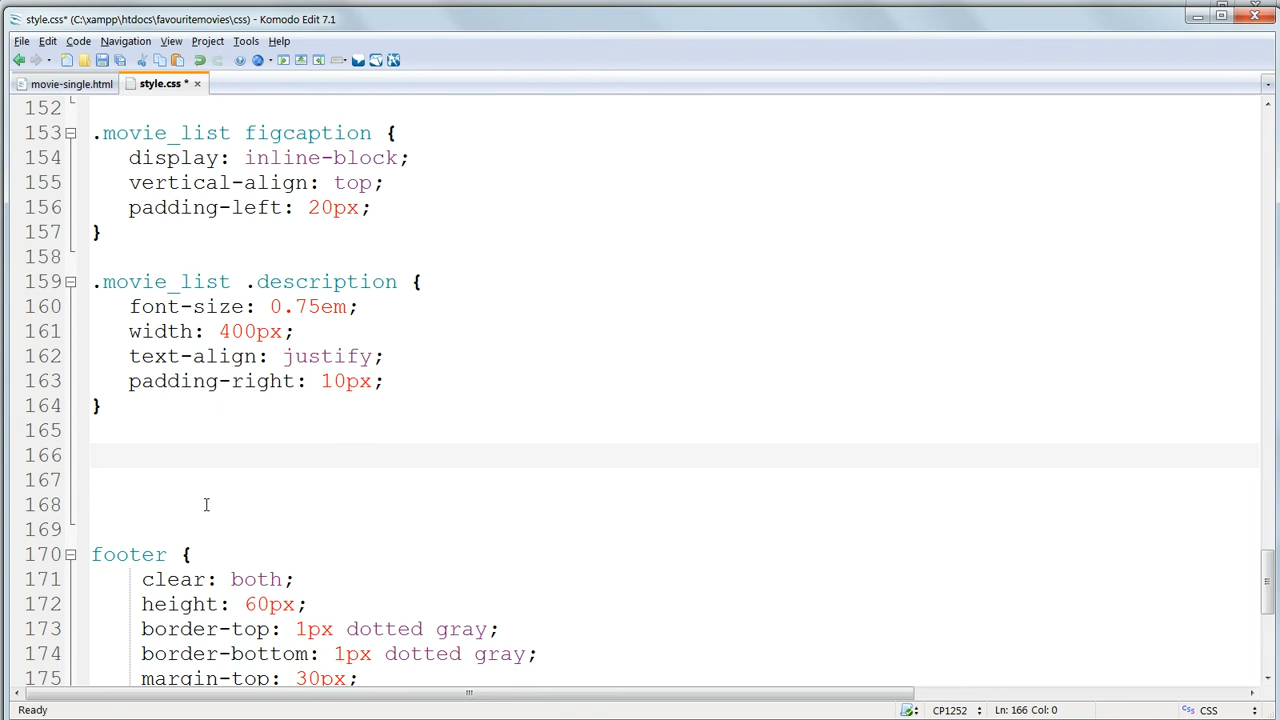 style.css* (C:\xampp\htdocs\favouritemovies\css) - Komodo Edit 7.1
File Edit Code Navigation View Project Tools Help
movie-single.html style.css *
152
153 .movie_list figcaption {
154 display: inline-block;
155 vertical-align: top;
156 padding-left: 20px;
157 }
158
159 .movie_list .description {
160 font-size: 0.75em;
161 width: 400px;
162 text-align: justify;
163 padding-right: 10px;
164 }
165
166
167
168
169
170 footer {
171 clear: both;
172 height: 60px;
173 border-top: 1px dotted gray;
174 border-bottom: 1px dotted gray;
175 margin-top: 30px;
Ready CP1252 Ln: 166 Col: 0 CSS CSS